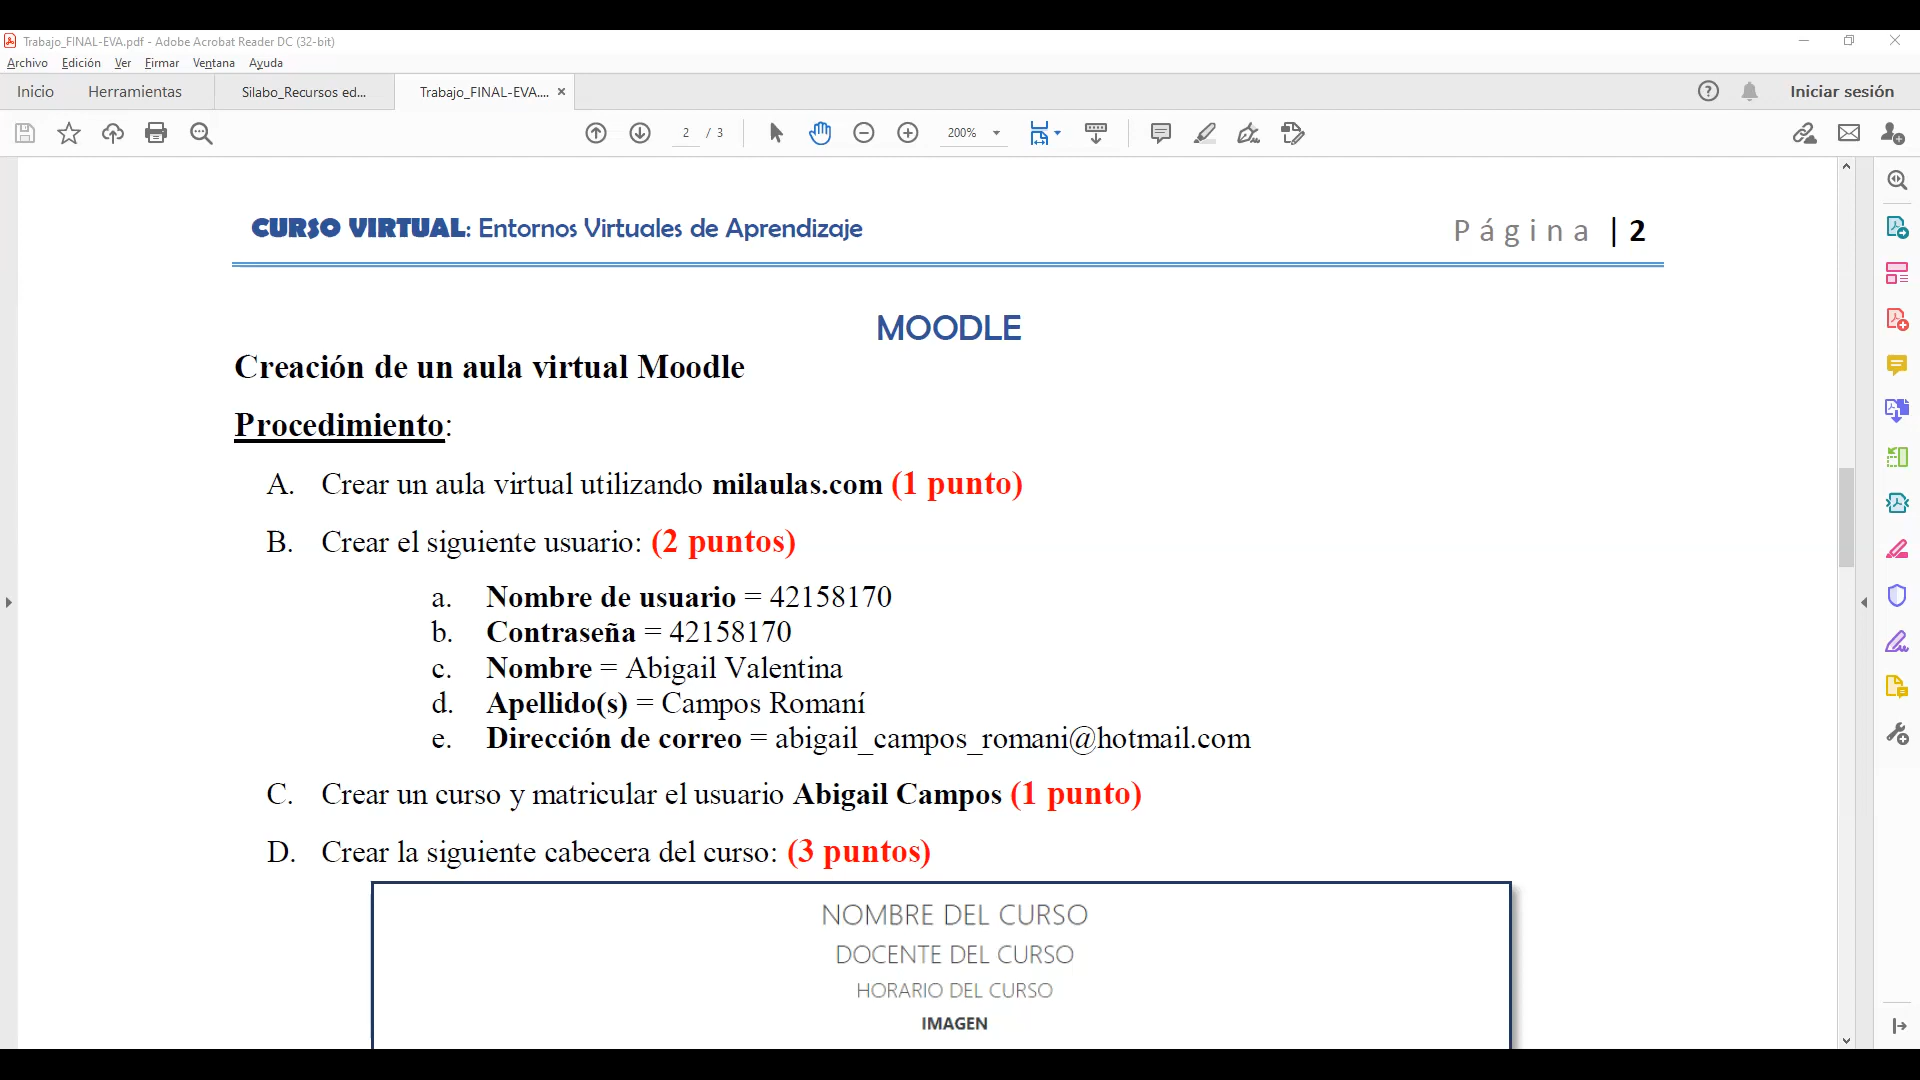 Trabajo_FINAL-EVA.pdf - Adobe Acrobat Reader DC (32-bit)
Archivo Edición Ver Firmar Ventana Ayuda
Inicio Herramientas Silabo_Recursos ed... Trabajo_FINAL-EVA.... × Iniciar sesión
2 / 3 200%
CURSO VIRTUAL: Entornos Virtuales de Aprendizaje Página | 2
MOODLE
Creación de un aula virtual Moodle
Procedimiento:
A. Crear un aula virtual utilizando milaulas.com (1 punto)
B. Crear el siguiente usuario: (2 puntos)
a. Nombre de usuario = 42158170
b. Contraseña = 42158170
c. Nombre = Abigail Valentina
d. Apellido(s) = Campos Romaní
e. Dirección de correo = abigail_campos_romani@hotmail.com
C. Crear un curso y matricular el usuario Abigail Campos (1 punto)
D. Crear la siguiente cabecera del curso: (3 puntos)
NOMBRE DEL CURSO
DOCENTE DEL CURSO
HORARIO DEL CURSO
IMAGEN